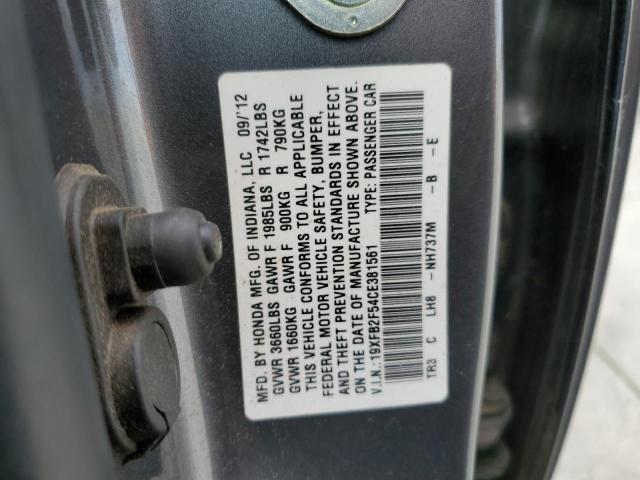 MFD. BY HONDA MFG. OF INDIANA, LLC 09/12
GVWR 3660LBS GAWR F 1985LBS R 1742LBS
GVWR 1660KG GAWR F 900KG R 790KG
THIS VEHICLE CONFORMS TO ALL APPLICABLE
FEDERAL MOTOR VEHICLE SAFETY, BUMPER,
AND THEFT PREVENTION STANDARDS IN EFFECT
ON THE DATE OF MANUFACTURE SHOWN ABOVE.
V.I.N.:19XFB2F54CE381561 TYPE: PASSENGER CAR
TR3 C LH8 -NH737M -B -E